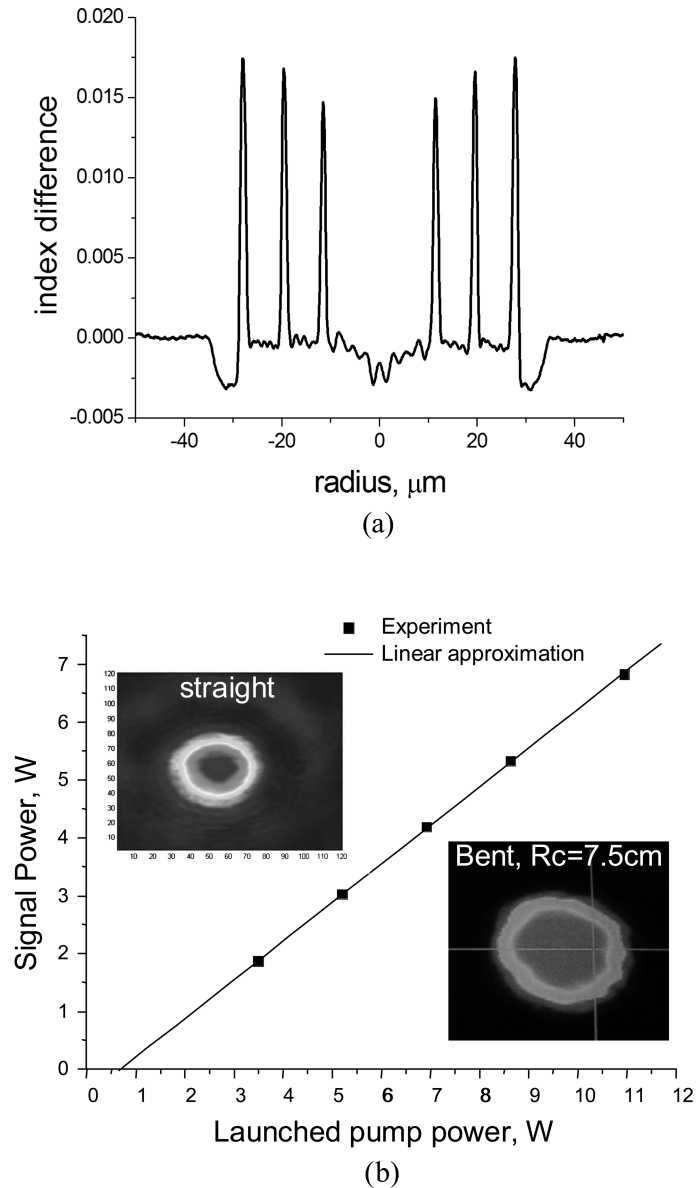 0.020
0.015
0.010
0.005
0.000
-0.005
index difference
-40 -20 0 20 40
radius, μm
(a)
Experiment
Linear approximation
7
6
5
4
3
2
1
0
Signal Power, W
straight
120
110
100
90
80
70
60
50
40
30
20
10
10 20 30 40 50 60 70 80 90 100 120
Bent, Rc=7.5cm
0 1 2 3 4 5 6 7 8 9 10 11 12
Launched pump power, W
(b)